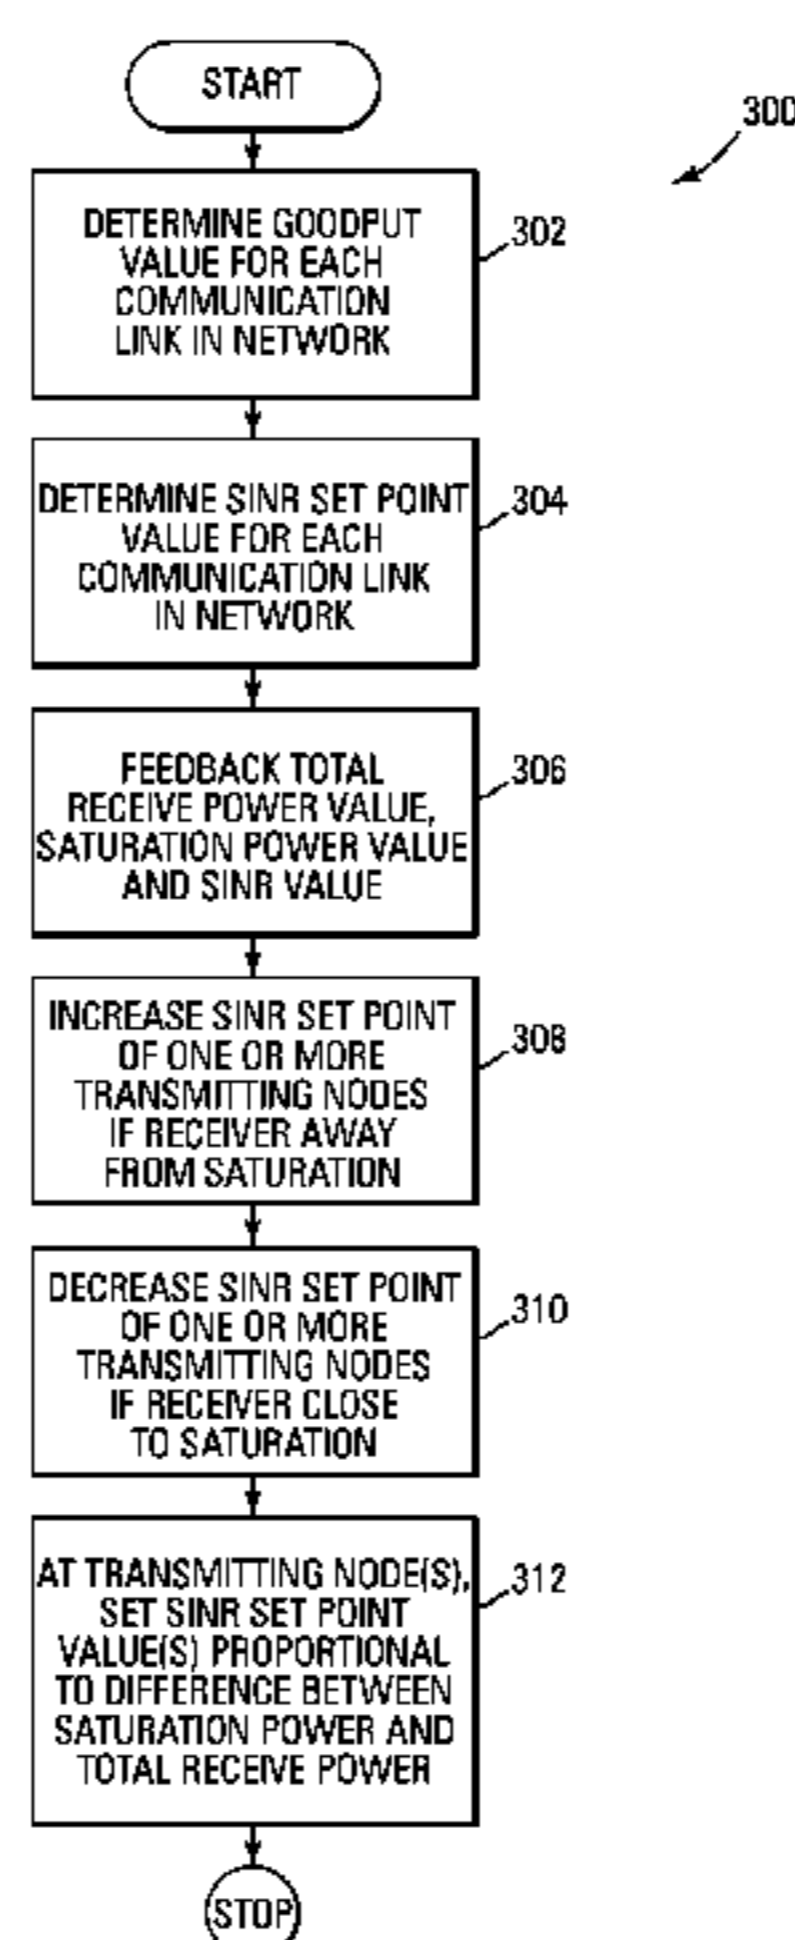 START
300
DETERMINE GOODPUT
VALUE FOR EACH
COMMUNICATION
LINK IN NETWORK
302
DETERMINE SINR SET POINT
VALUE FOR EACH
COMMUNICATION LINK
IN NETWORK
304
FEEDBACK TOTAL
RECEIVE POWER VALUE,
SATURATION POWER VALUE
AND SINR VALUE
306
INCREASE SINR SET POINT
OF ONE OR MORE
TRANSMITTING NODES
IF RECEIVER AWAY
FROM SATURATION
308
DECREASE SINR SET POINT
OF ONE OR MORE
TRANSMITTING NODES
IF RECEIVER CLOSE
TO SATURATION
310
AT TRANSMITTING NODE(S),
SET SINR SET POINT
VALUE(S) PROPORTIONAL
TO DIFFERENCE BETWEEN
SATURATION POWER AND
TOTAL RECEIVE POWER
312
STOP